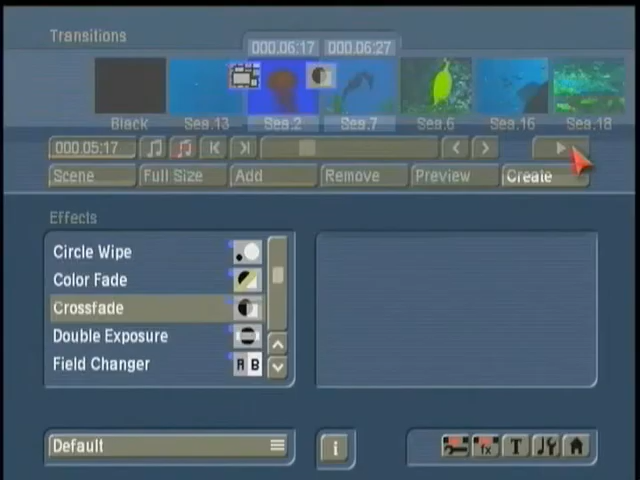 Transitions
000.06:17 000.06:27
Black Sea.13 Sea.2 Sea.7 Sea.6 Sea.16 Sea.18
000.05:17
Scene Full Size Add Remove Preview Create
Effects
Circle Wipe
Color Fade
Crossfade
Double Exposure
Field Changer A B
Default i fx T